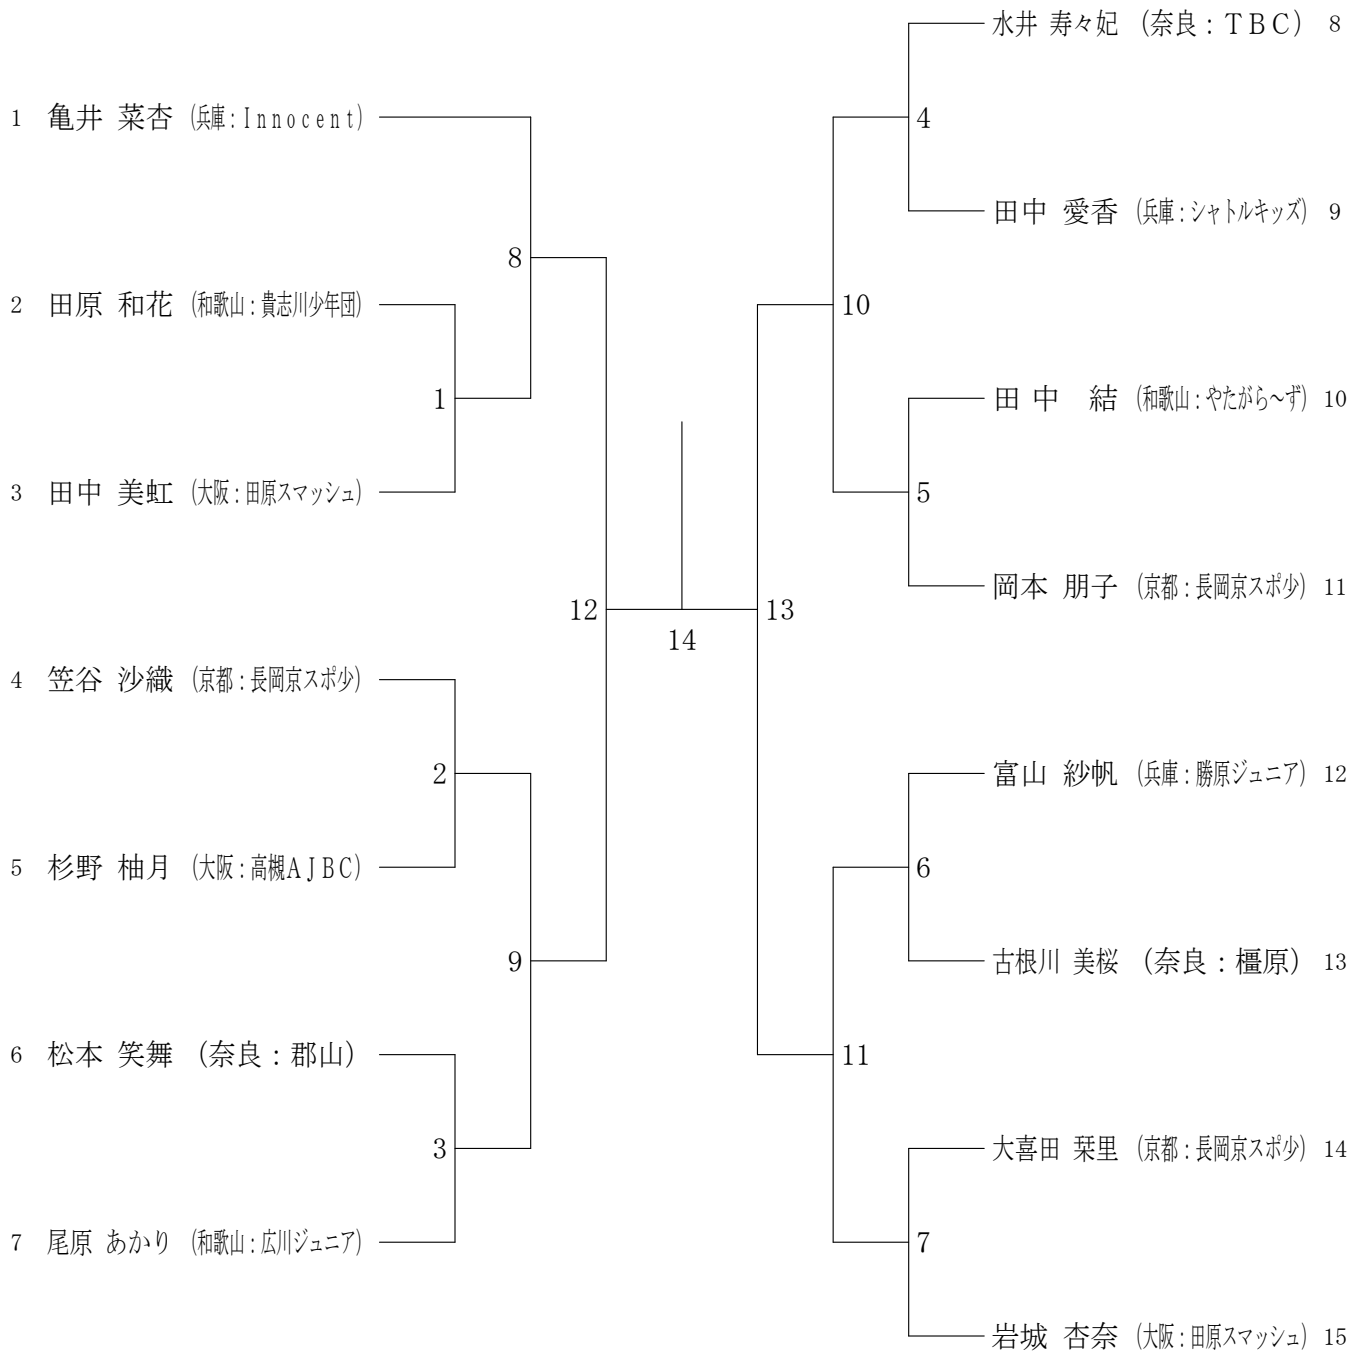 1 亀井 菜杏 (兵庫：Innocent)
2 田原 和花 (和歌山：貴志川少年団)
3 田中 美虹 (大阪：田原スマッシュ)
4 笠谷 沙織 (京都：長岡京スポ少)
5 杉野 柚月 (大阪：高槻AJBC)
6 松本 笑舞 (奈良：郡山)
7 尾原 あかり (和歌山：広川ジュニア)
8
1
2
9
3
12
14
13
水井 寿々妃 (奈良：TBC) 8
4
田中 愛香 (兵庫：シャトルキッズ) 9
10
田中 結 (和歌山：やたがら～ず) 10
5
岡本 朋子 (京都：長岡京スポ少) 11
富山 紗帆 (兵庫：勝原ジュニア) 12
6
古根川 美桜 (奈良：橿原) 13
11
大喜田 栞里 (京都：長岡京スポ少) 14
7
岩城 杏奈 (大阪：田原スマッシュ) 15